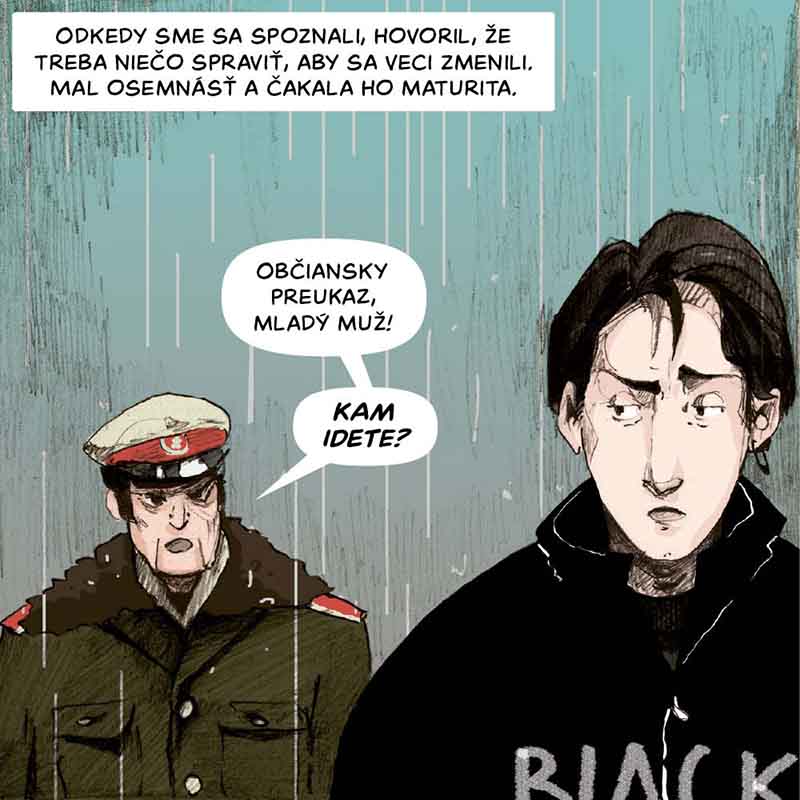 ODKEDY SME SA SPOZNALI, HOVORIL, ŽE
TREBA NIEČO SPRAVIŤ, ABY SA VECI ZMENILI.
MAL OSEMNÁSŤ A ČAKALA HO MATURITA.
OBČIANSKY
PREUKAZ,
MLADÝ MUŽ!
KAM
IDETE?
BLACK